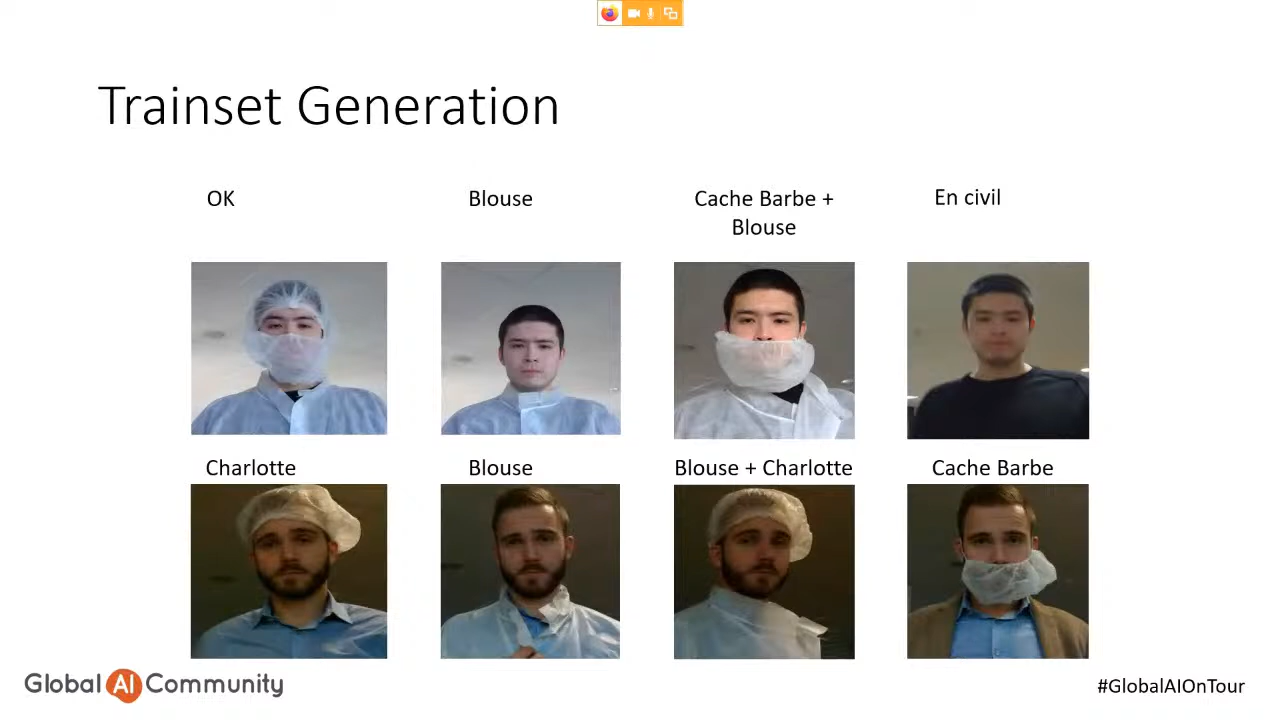 Trainset Generation
OK
Blouse
Cache Barbe +
Blouse
En civil
Charlotte
Blouse
Blouse + Charlotte
Cache Barbe
Global AI Community
#GlobalAIOnTour